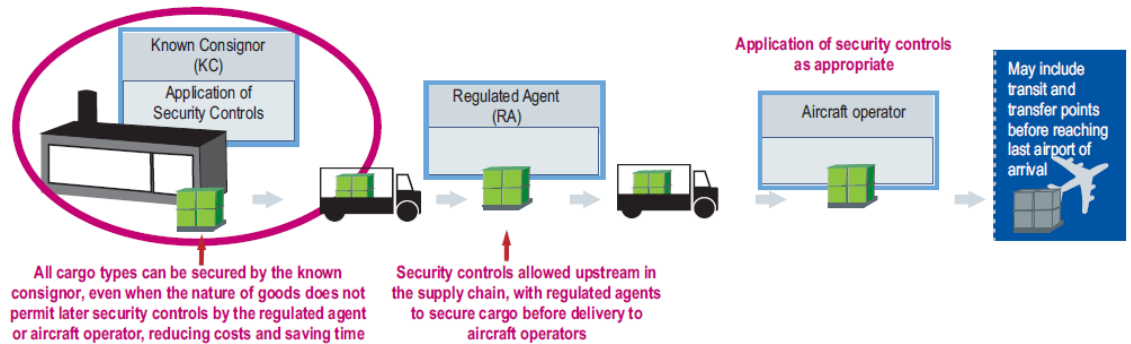 Known Consignor
(KC)
Application of
Security Controls
All cargo types can be secured by the known
consignor, even when the nature of goods does not
permit later security controls by the regulated agent
or aircraft operator, reducing costs and saving time
Regulated Agent
(RA)
Security controls allowed upstream in
the supply chain, with regulated agents
to secure cargo before delivery to
aircraft operators
Application of security controls
as appropriate
Aircraft operator
May include
transit and
transfer points
before reaching
last airport of
arrival